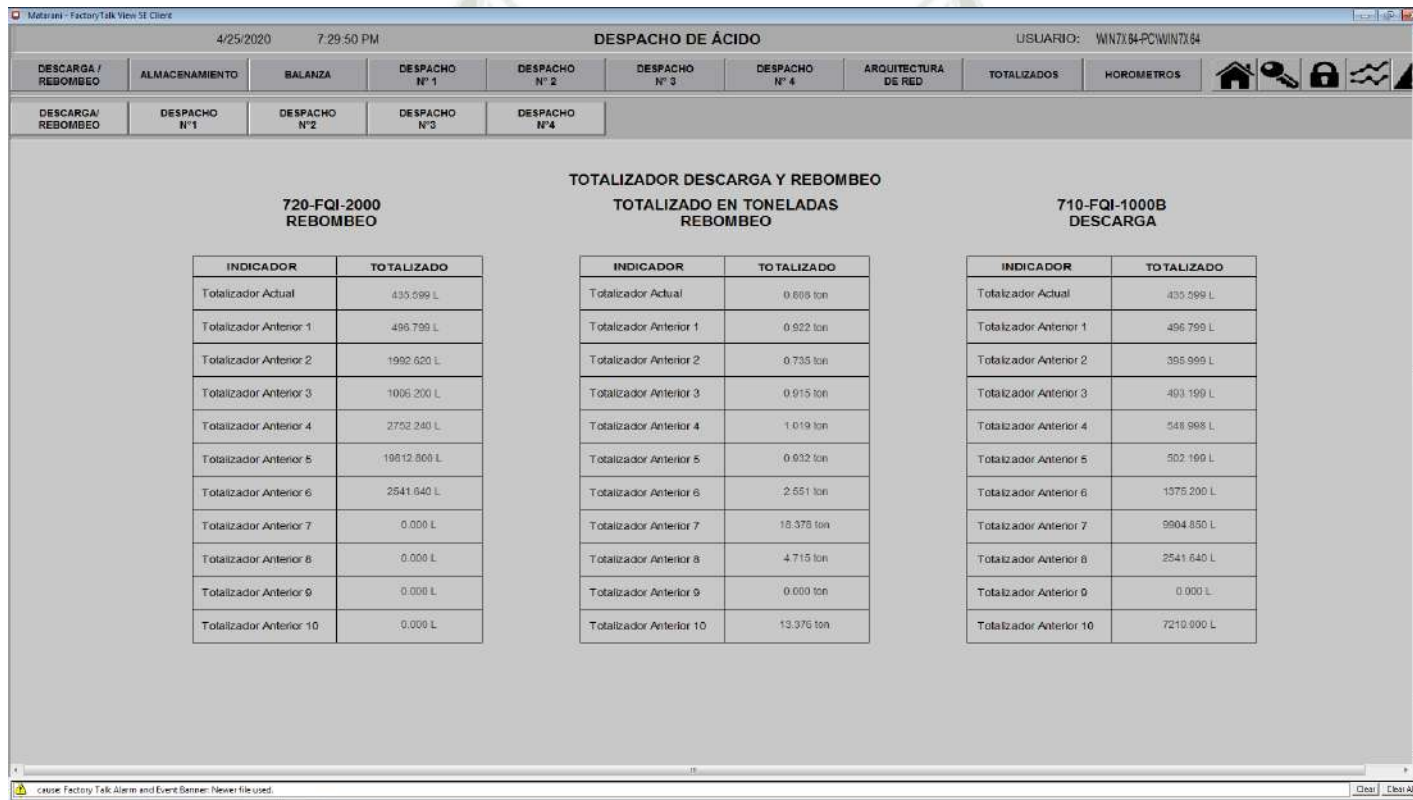 Matarani - FactoryTalk View SE Client
4/25/2020 7:29:50 PM DESPACHO DE ÁCIDO USUARIO: WIN7X64-PC\WIN7X64
DESCARGA / REBOMBEO ALMACENAMIENTO BALANZA DESPACHO N° 1 DESPACHO N° 2 DESPACHO N° 3 DESPACHO N° 4 ARQUITECTURA DE RED TOTALIZADOS HOROMETROS
DESCARGA/ REBOMBEO DESPACHO N°1 DESPACHO N°2 DESPACHO N°3 DESPACHO N°4
TOTALIZADOR DESCARGA Y REBOMBEO
720-FQI-2000 TOTALIZADO EN TONELADAS 710-FQI-1000B
REBOMBEO REBOMBEO DESCARGA
INDICADOR TOTALIZADO INDICADOR TOTALIZADO INDICADOR TOTALIZADO
Totalizador Actual 435.599 L Totalizador Actual 0.808 ton Totalizador Actual 435.599 L
Totalizador Anterior 1 496.799 L Totalizador Anterior 1 0.922 ton Totalizador Anterior 1 496.799 L
Totalizador Anterior 2 1992.620 L Totalizador Anterior 2 0.735 ton Totalizador Anterior 2 395.999 L
Totalizador Anterior 3 1006.200 L Totalizador Anterior 3 0.915 ton Totalizador Anterior 3 493.199 L
Totalizador Anterior 4 2752.240 L Totalizador Anterior 4 1.019 ton Totalizador Anterior 4 548.998 L
Totalizador Anterior 5 19812.800 L Totalizador Anterior 5 0.932 ton Totalizador Anterior 5 502.199 L
Totalizador Anterior 6 2541.640 L Totalizador Anterior 6 2.551 ton Totalizador Anterior 6 1375.200 L
Totalizador Anterior 7 0.000 L Totalizador Anterior 7 18.378 ton Totalizador Anterior 7 9904.850 L
Totalizador Anterior 8 0.000 L Totalizador Anterior 8 4.715 ton Totalizador Anterior 8 2541.640 L
Totalizador Anterior 9 0.000 L Totalizador Anterior 9 0.000 ton Totalizador Anterior 9 0.000 L
Totalizador Anterior 10 0.000 L Totalizador Anterior 10 13.376 ton Totalizador Anterior 10 7210.000 L
cause: Factory Talk Alarm and Event Banner: Newer file used. Clear Clear Al